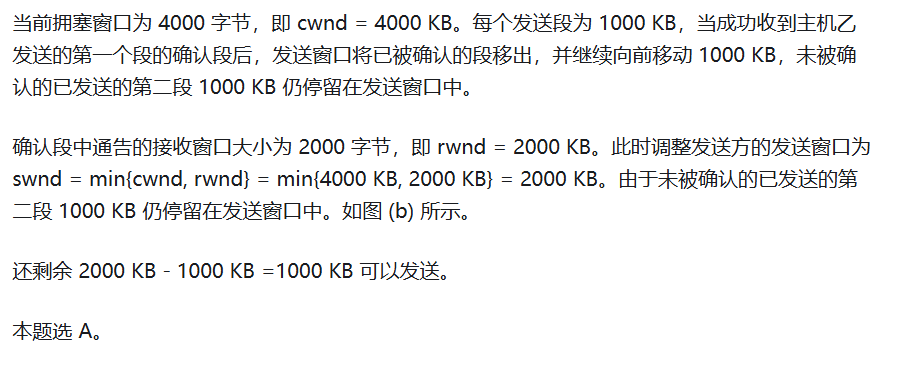 当前拥塞窗口为 4000 字节，即 cwnd = 4000 KB。每个发送段为 1000 KB，当成功收到主机乙
发送的第一个段的确认段后，发送窗口将已被确认的段移出，并继续向前移动 1000 KB，未被确
认的已发送的第二段 1000 KB 仍停留在发送窗口中。
确认段中通告的接收窗口大小为 2000 字节，即 rwnd = 2000 KB。此时调整发送方的发送窗口为
swnd = min{cwnd, rwnd} = min{4000 KB, 2000 KB} = 2000 KB。由于未被确认的已发送的第
二段 1000 KB 仍停留在发送窗口中。如图 (b) 所示。
还剩余 2000 KB - 1000 KB =1000 KB 可以发送。
本题选 A。